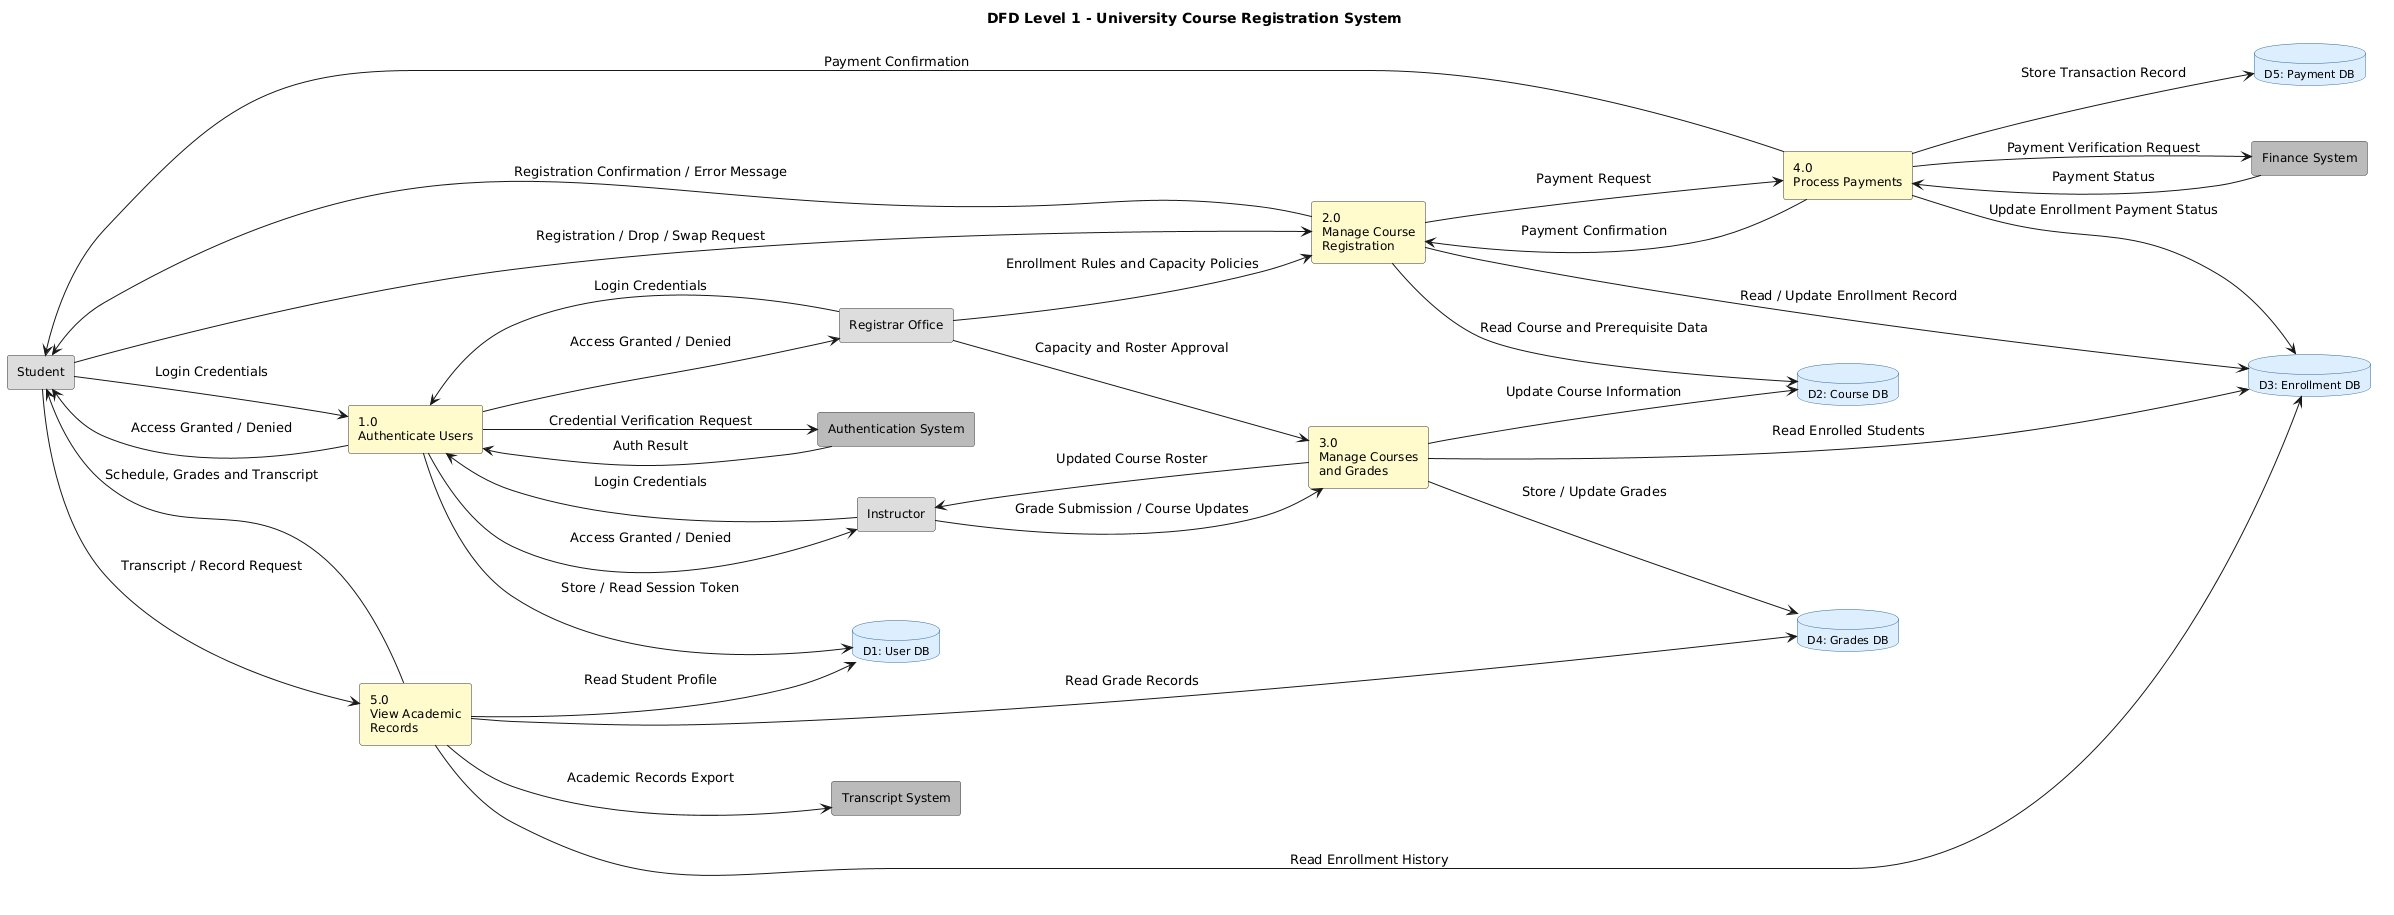 DFD Level 1 - University Course Registration System
Payment Confirmation
Store Transaction Record
D5: Payment DB
Payment Verification Request
Finance System
Payment Status
4.0
Process Payments
Update Enrollment Payment Status
Registration Confirmation / Error Message
Payment Request
2.0
Manage Course
Registration
Payment Confirmation
Registration / Drop / Swap Request
Enrollment Rules and Capacity Policies
Login Credentials
Read / Update Enrollment Record
Registrar Office
Read Course and Prerequisite Data
Access Granted / Denied
Capacity and Roster Approval
Student
Login Credentials
D3: Enrollment DB
D2: Course DB
Update Course Information
1.0
Authenticate Users
Credential Verification Request
Authentication System
Access Granted / Denied
Auth Result
Read Enrolled Students
3.0
Manage Courses
and Grades
Updated Course Roster
Schedule, Grades and Transcript
Login Credentials
Store / Update Grades
Instructor
Grade Submission / Course Updates
Access Granted / Denied
Transcript / Record Request
Store / Read Session Token
D1: User DB
D4: Grades DB
Read Student Profile
Read Grade Records
5.0
View Academic
Records
Academic Records Export
Transcript System
Read Enrollment History